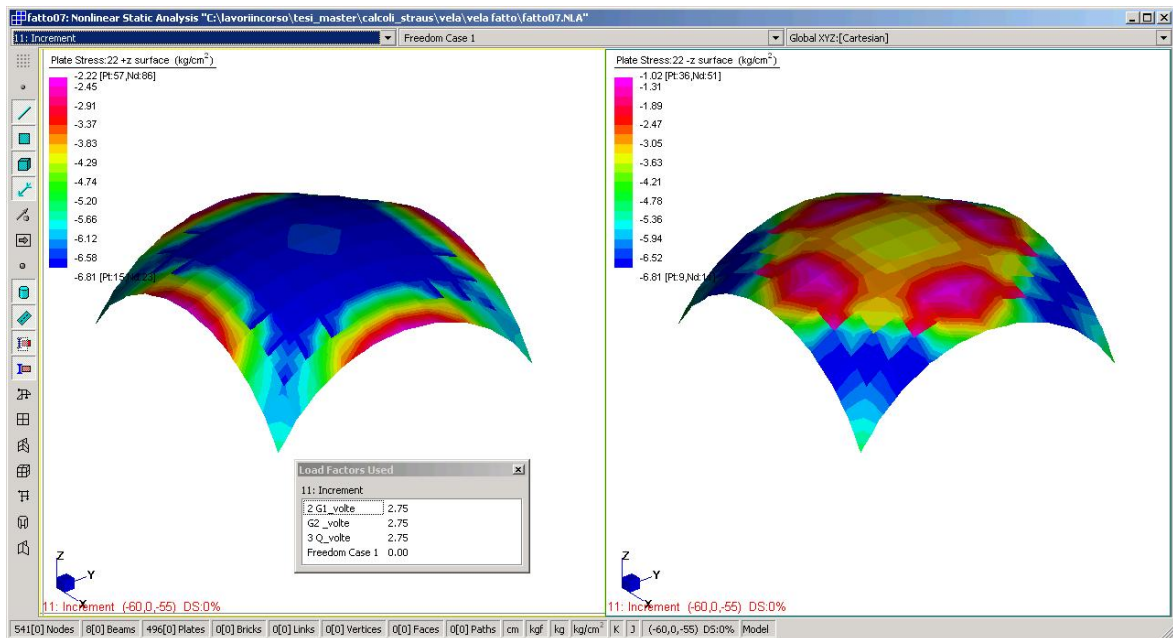 fatto07: Nonlinear Static Analysis "C:\lavoriincorso\tesi_master\calcoli_straus\vela\vela fatto\fatto07.NLA"
11: Increment Freedom Case 1 Global XYZ:[Cartesian]
Plate Stress:22 +z surface (kg/cm²)
-2.22 [Pt:57,Nd:86]
-2.45
-2.91
-3.37
-3.83
-4.29
-4.74
-5.20
-5.66
-6.12
-6.58
-6.81 [Pt:15,Nd:23]
Z
Y
X
11: Increment (-60,0,-55) DS:0%
Plate Stress:22 -z surface (kg/cm²)
-1.02 [Pt:36,Nd:51]
-1.31
-1.89
-2.47
-3.05
-3.63
-4.21
-4.78
-5.36
-5.94
-6.52
-6.81 [Pt:9,Nd:1
Z
Y
X
11: Increment (-60,0,-55) DS:0%
Load Factors Used
11: Increment
2 G1_volte 2.75
G2 _volte 2.75
3 Q_volte 2.75
Freedom Case 1 0.00
541[0] Nodes 8[0] Beams 496[0] Plates 0[0] Bricks 0[0] Links 0[0] Vertices 0[0] Faces 0[0] Paths cm kgf kg kg/cm² K J (-60,0,-55) DS:0% Model